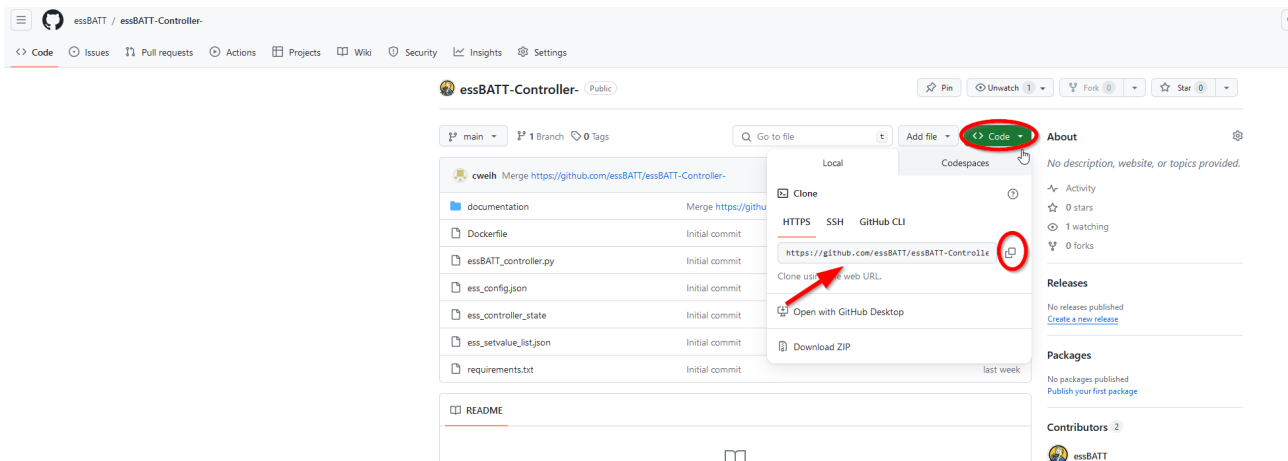 essBATT / essBATT-Controller-
Code Issues Pull requests Actions Projects Wiki Security Insights Settings
essBATT-Controller- Public
Pin Unwatch 1 Fork 0 Star 0
main 1 Branch 0 Tags Go to file t Add file Code
About
No description, website, or topics provided.
Activity
0 stars
1 watching
0 forks
Releases
No releases published
Create a new release
Packages
No packages published
Publish your first package
Contributors 2
essBATT
cweih Merge https://github.com/essBATT/essBATT-Controller-
documentation Merge https://githu
Dockerfile Initial commit
essBATT_controller.py Initial commit
ess_config.json Initial commit
ess_controller_state Initial commit
ess_setvalue_list.json Initial commit
requirements.txt Initial commit last week
Local Codespaces
Clone
HTTPS SSH GitHub CLI
https://github.com/essBATT/essBATT-Controlle
Clone web URL.
Open with GitHub Desktop
Download ZIP
README